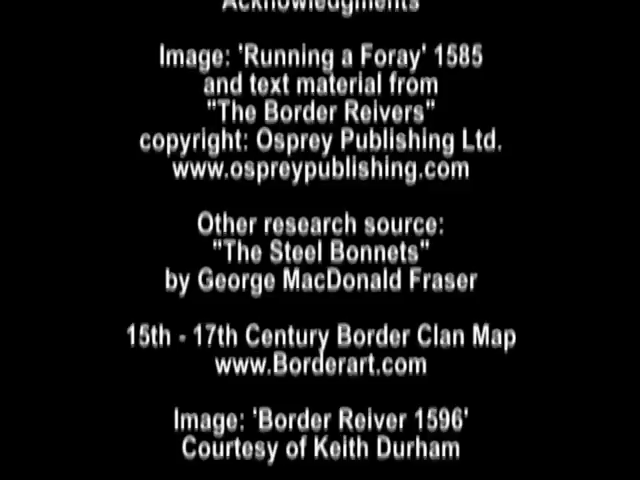 Acknowledgments
Image: 'Running a Foray' 1585
and text material from
"The Border Reivers"
copyright: Osprey Publishing Ltd.
www.ospreypublishing.com
Other research source:
"The Steel Bonnets"
by George MacDonald Fraser
15th - 17th Century Border Clan Map
www.Borderart.com
Image: 'Border Reiver 1596'
Courtesy of Keith Durham